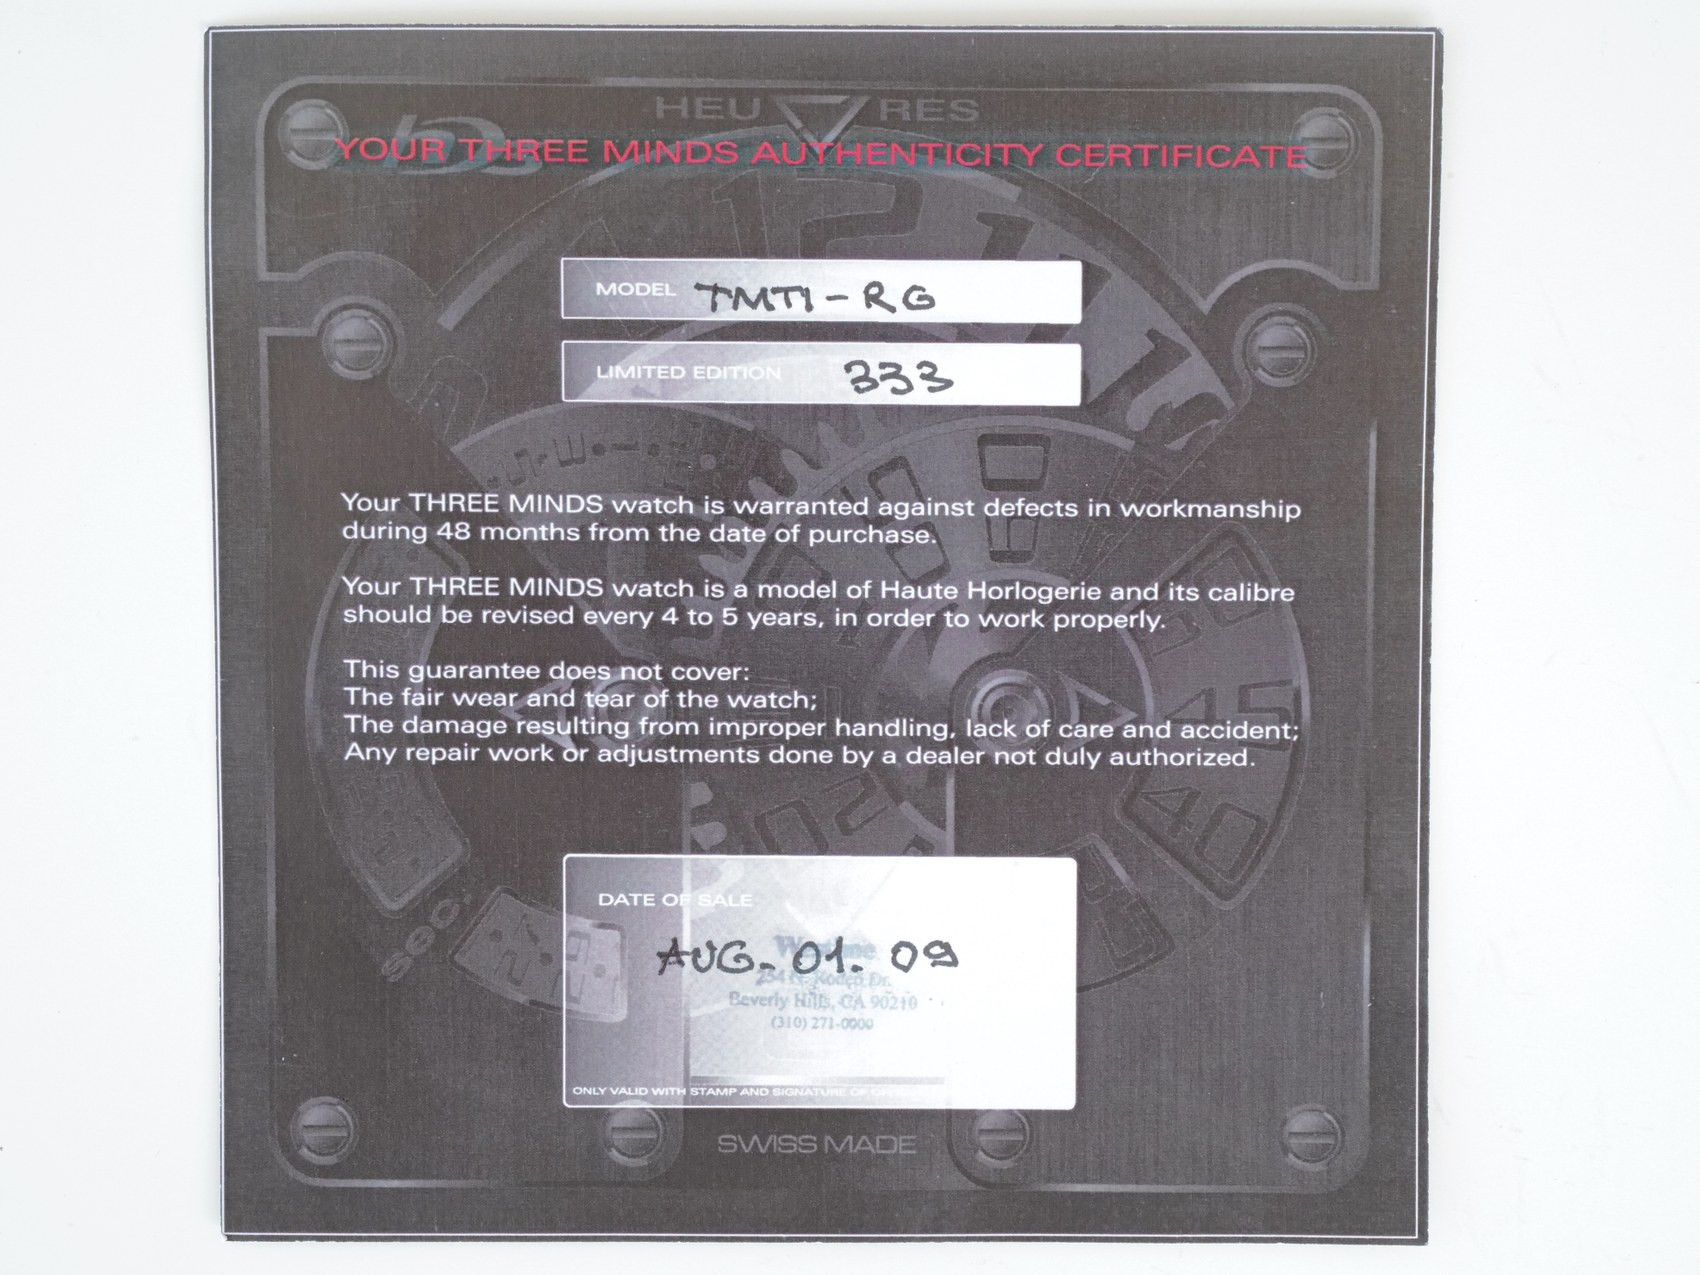 HEURES
YOUR THREE MINDS AUTHENTICITY CERTIFICATE
12
MODEL TMTI-RG
LIMITED EDITION 333
Your THREE MINDS watch is warranted against defects in workmanship
during 48 months from the date of purchase.
Your THREE MINDS watch is a model of Haute Horlogerie and its calibre
should be revised every 4 to 5 years, in order to work properly.
This guarantee does not cover:
The fair wear and tear of the watch;
The damage resulting from improper handling, lack of care and accident;
Any repair work or adjustments done by a dealer not duly authorized.
45
40
DATE OF SALE
AUG. 01. 09
Beverly Hills, CA 90210
(310) 271-0000
ONLY VALID WITH STAMP AND SIGNATURE OF
SWISS MADE